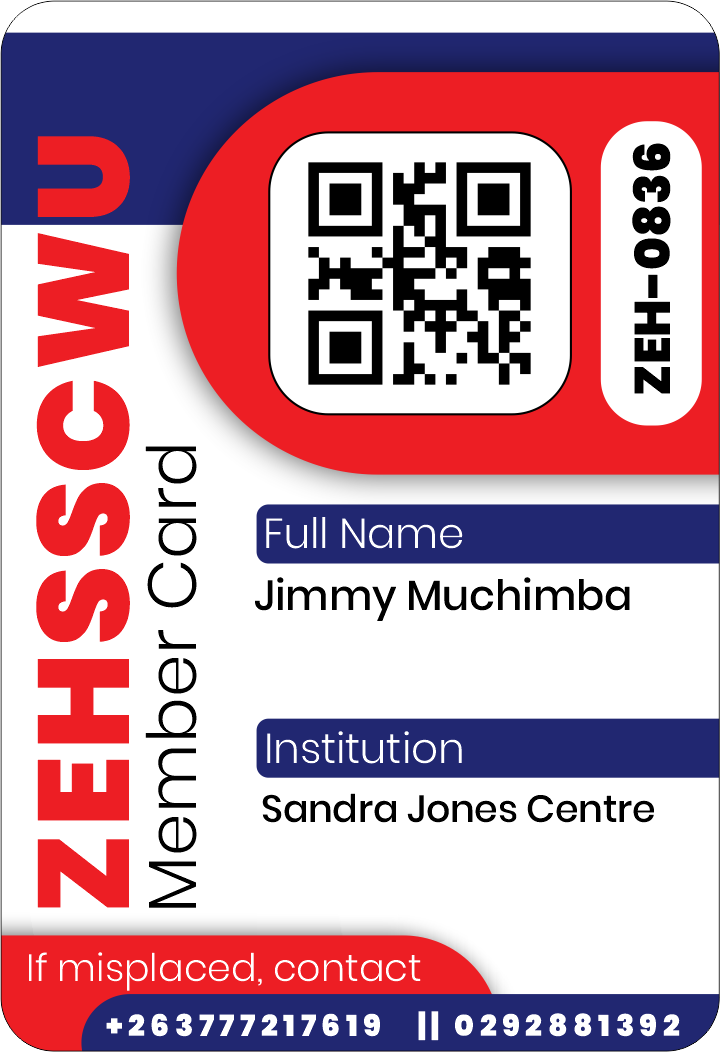 ZEHSSCWU
Member Card
ZEH-0836
Full Name
Jimmy Muchimba
Institution
Sandra Jones Centre
If misplaced, contact
+263777217619 || 0292881392